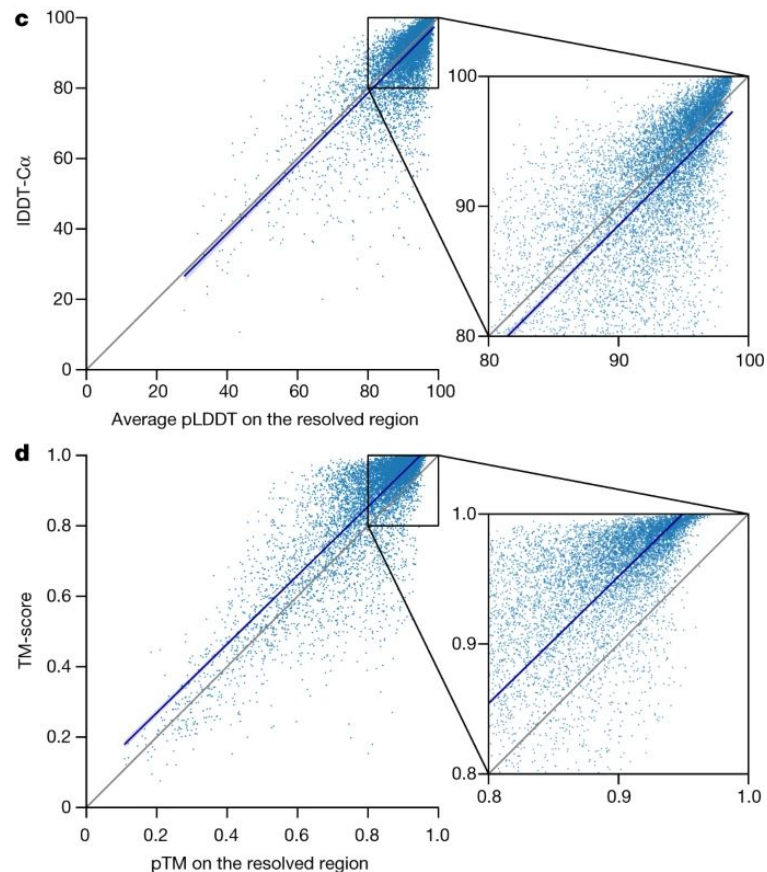 c
100
80
60
40
20
0
lDDT-Cα
0 20 40 60 80 100
Average pLDDT on the resolved region
100
90
80
80 90 100
d
1.0
0.8
0.6
0.4
0.2
0
TM-score
0 0.2 0.4 0.6 0.8 1.0
pTM on the resolved region
1.0
0.9
0.8
0.8 0.9 1.0